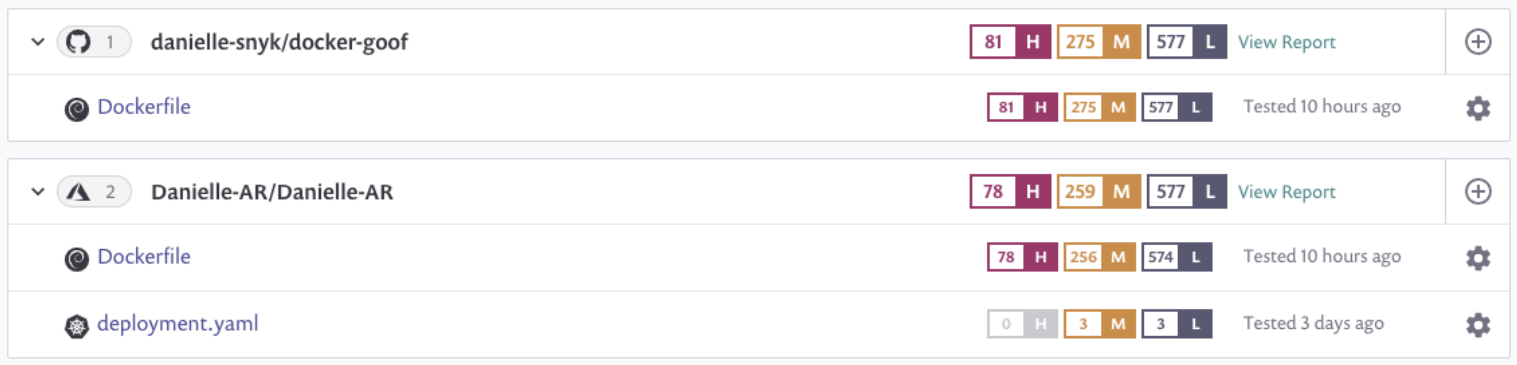 1 danielle-snyk/docker-goof 81 H 275 M 577 L View Report
Dockerfile 81 H 275 M 577 L Tested 10 hours ago
2 Danielle-AR/Danielle-AR 78 H 259 M 577 L View Report
Dockerfile 78 H 256 M 574 L Tested 10 hours ago
deployment.yaml 0 H 3 M 3 L Tested 3 days ago